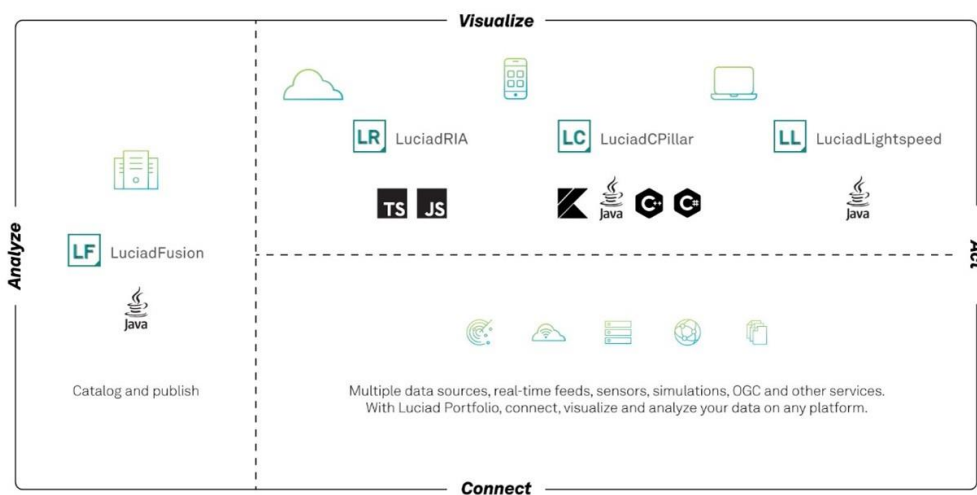 Visualize
LR LuciadRIA
LC LuciadCPillar
LL LuciadLightspeed
TS JS
Java C++ C#
Java
Analyze
LF LuciadFusion
Java
Catalog and publish
Act
Multiple data sources, real-time feeds, sensors, simulations, OGC and other services.
With Luciad Portfolio, connect, visualize and analyze your data on any platform.
Connect